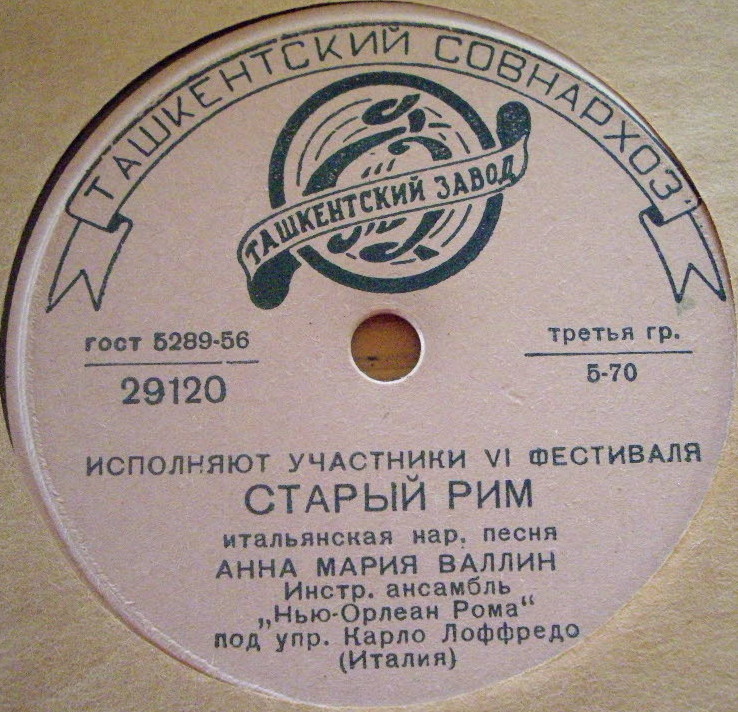 ТАШКЕНТСКИЙ СОВНАРХОЗ
ТАШКЕНТСКИЙ ЗАВОД
ГОСТ 5289-56
29120
третья гр.
5-70
ИСПОЛНЯЮТ УЧАСТНИКИ VI ФЕСТИВАЛЯ
СТАРЫЙ РИМ
итальянская нар. песня
АННА МАРИЯ ВАЛЛИН
Инстр. ансамбль
„Нью-Орлеан Рома“
под упр. Карло Лоффредо
(Италия)